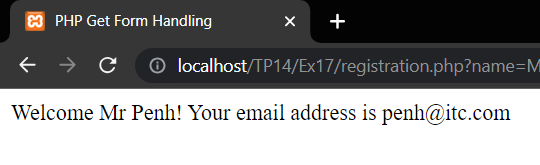 PHP Get Form Handling
localhost/TP14/Ex17/registration.php?name=M
Welcome Mr Penh! Your email address is penh@itc.com